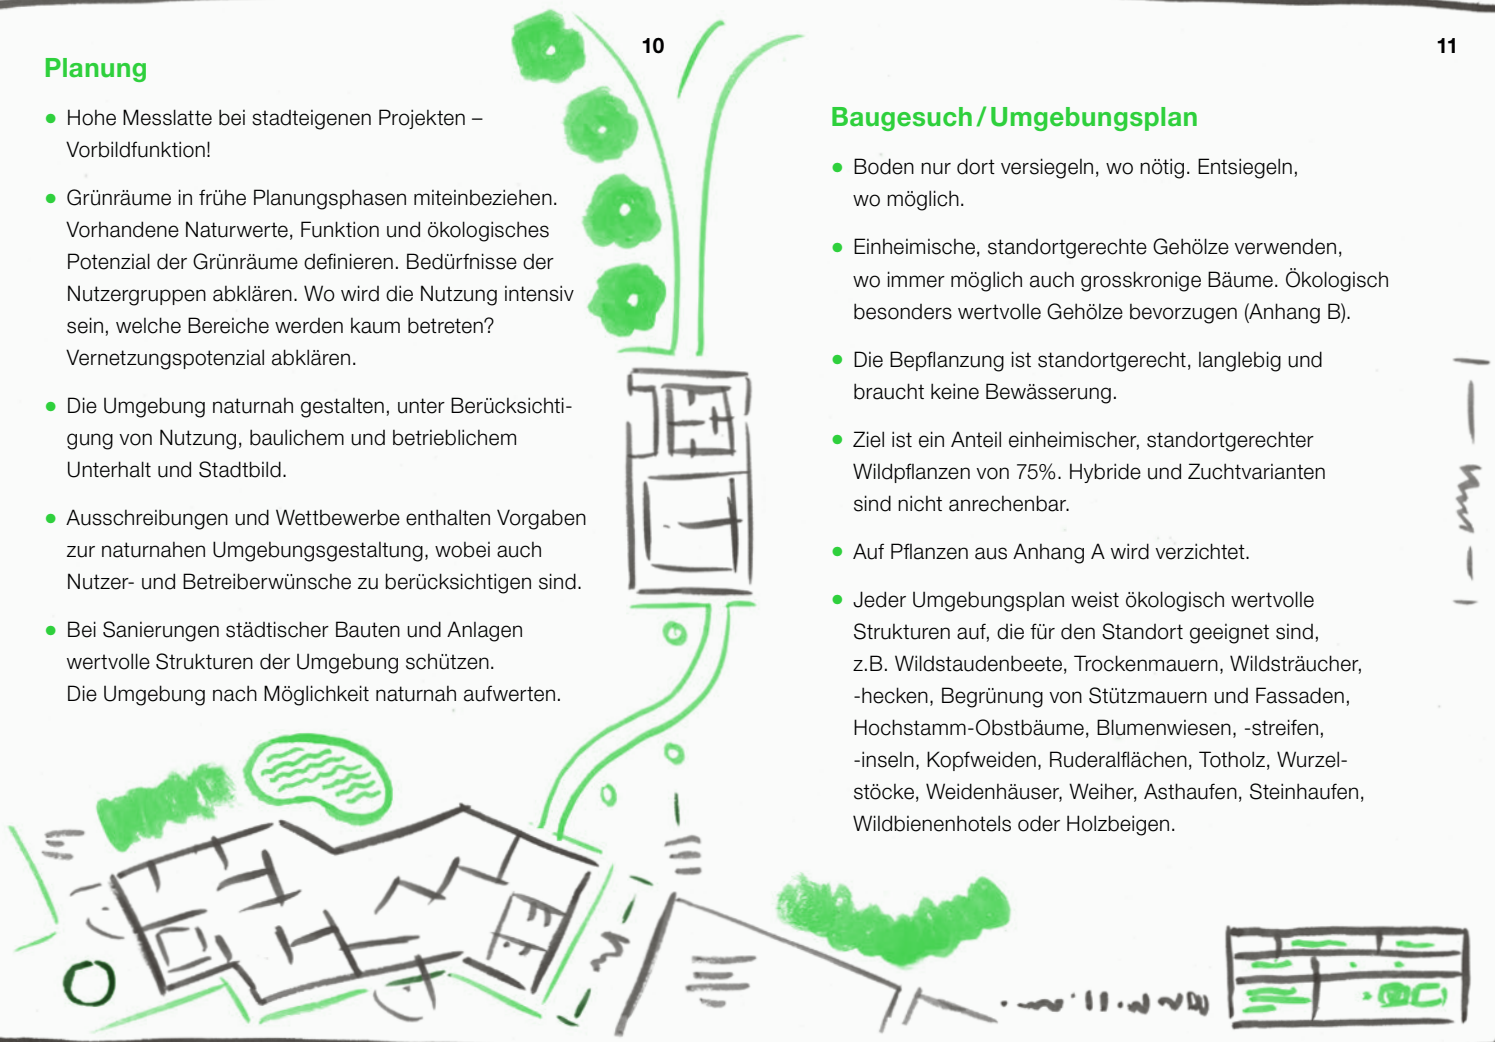 10
Planung
• Hohe Messlatte bei stadteigenen Projekten –
Vorbildfunktion!
• Grünräume in frühe Planungsphasen miteinbeziehen.
Vorhandene Naturwerte, Funktion und ökologisches
Potenzial der Grünräume definieren. Bedürfnisse der
Nutzergruppen abklären. Wo wird die Nutzung intensiv
sein, welche Bereiche werden kaum betreten?
Vernetzungspotenzial abklären.
• Die Umgebung naturnah gestalten, unter Berücksichti-
gung von Nutzung, baulichem und betrieblichem
Unterhalt und Stadtbild.
• Ausschreibungen und Wettbewerbe enthalten Vorgaben
zur naturnahen Umgebungsgestaltung, wobei auch
Nutzer- und Betreiberwünsche zu berücksichtigen sind.
• Bei Sanierungen städtischer Bauten und Anlagen
wertvolle Strukturen der Umgebung schützen.
Die Umgebung nach Möglichkeit naturnah aufwerten.
11
Baugesuch / Umgebungsplan
• Boden nur dort versiegeln, wo nötig. Entsiegeln,
wo möglich.
• Einheimische, standortgerechte Gehölze verwenden,
wo immer möglich auch grosskronige Bäume. Ökologisch
besonders wertvolle Gehölze bevorzugen (Anhang B).
• Die Bepflanzung ist standortgerecht, langlebig und
braucht keine Bewässerung.
• Ziel ist ein Anteil einheimischer, standortgerechter
Wildpflanzen von 75%. Hybride und Zuchtvarianten
sind nicht anrechenbar.
• Auf Pflanzen aus Anhang A wird verzichtet.
• Jeder Umgebungsplan weist ökologisch wertvolle
Strukturen auf, die für den Standort geeignet sind,
z.B. Wildstaudenbeete, Trockenmauern, Wildsträucher,
-hecken, Begrünung von Stützmauern und Fassaden,
Hochstamm-Obstbäume, Blumenwiesen, -streifen,
-inseln, Kopfweiden, Ruderalflächen, Totholz, Wurzel-
stöcke, Weidenhäuser, Weiher, Asthaufen, Steinhaufen,
Wildbienenhotels oder Holzbeigen.